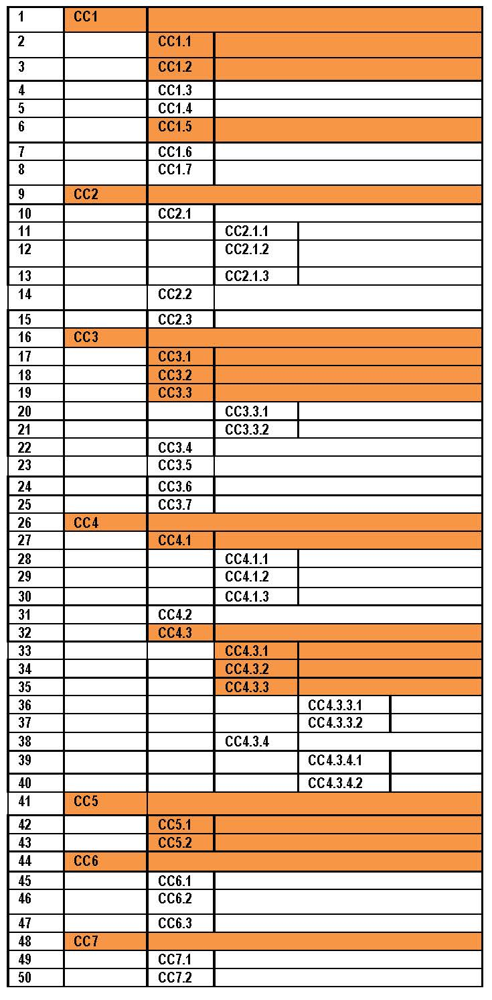 1 CC1
2 CC1.1
3 CC1.2
4 CC1.3
5 CC1.4
6 CC1.5
7 CC1.6
8 CC1.7
9 CC2
10 CC2.1
11 CC2.1.1
12 CC2.1.2
13 CC2.1.3
14 CC2.2
15 CC2.3
16 CC3
17 CC3.1
18 CC3.2
19 CC3.3
20 CC3.3.1
21 CC3.3.2
22 CC3.4
23 CC3.5
24 CC3.6
25 CC3.7
26 CC4
27 CC4.1
28 CC4.1.1
29 CC4.1.2
30 CC4.1.3
31 CC4.2
32 CC4.3
33 CC4.3.1
34 CC4.3.2
35 CC4.3.3
36 CC4.3.3.1
37 CC4.3.3.2
38 CC4.3.4
39 CC4.3.4.1
40 CC4.3.4.2
41 CC5
42 CC5.1
43 CC5.2
44 CC6
45 CC6.1
46 CC6.2
47 CC6.3
48 CC7
49 CC7.1
50 CC7.2